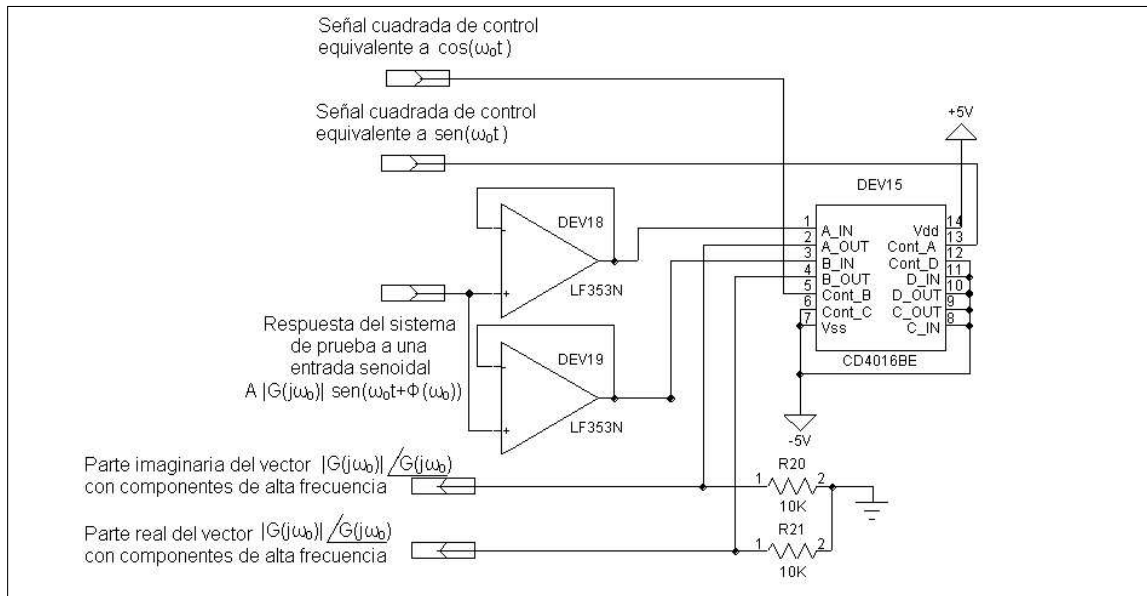 Señal cuadrada de control
equivalente a cos(ω₀t)
Señal cuadrada de control
equivalente a sen(ω₀t)
+5V
DEV15
DEV18
LF353N
1 A_IN Vdd 14
2 A_OUT Cont_A 13
3 B_IN Cont_D 12
4 B_OUT D_IN 11
5 Cont_B D_OUT 10
6 Cont_C C_OUT 9
7 Vss C_IN 8
CD4016BE
Respuesta del sistema
de prueba a una
entrada senoidal
A |G(jω₀)| sen(ω₀t+Φ(ω₀))
DEV19
LF353N
-5V
Parte imaginaria del vector |G(jω₀)| /G(jω₀)
con componentes de alta frecuencia
R20
1 2
10K
Parte real del vector |G(jω₀)| /G(jω₀)
con componentes de alta frecuencia
R21
1 2
10K